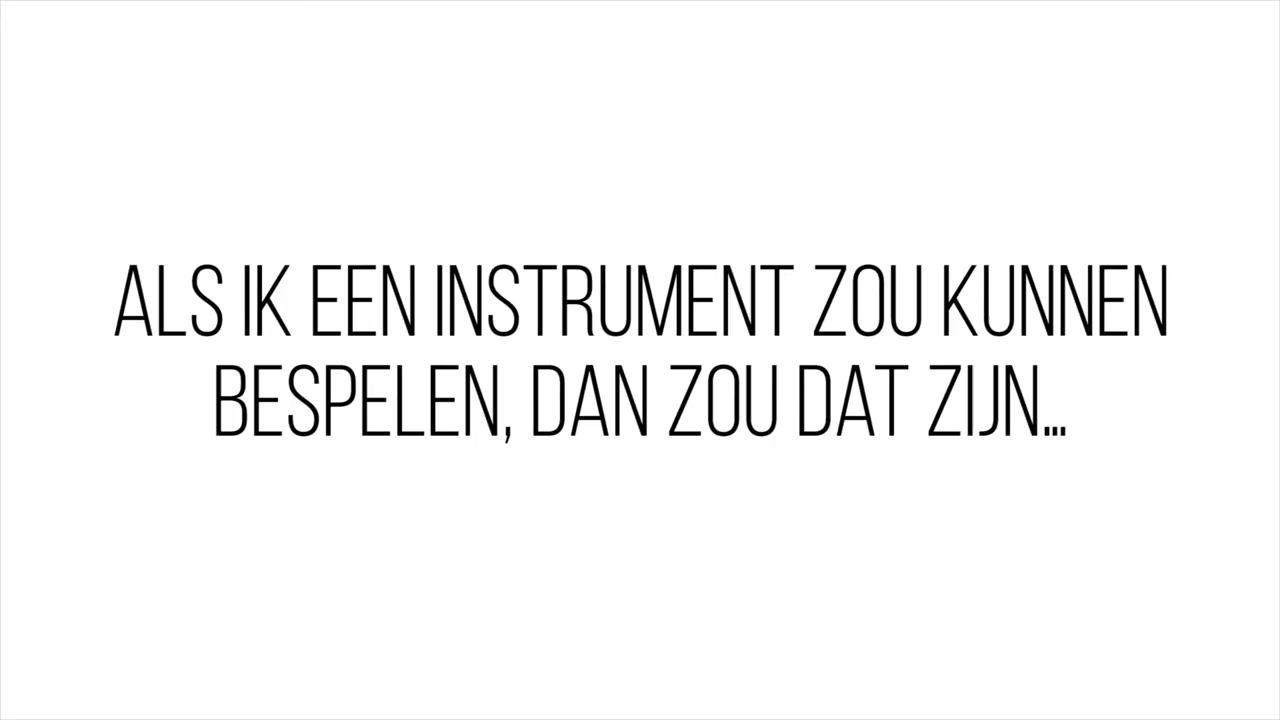 ALS IK EEN INSTRUMENT ZOU KUNNEN
BESPELEN, DAN ZOU DAT ZIJN...